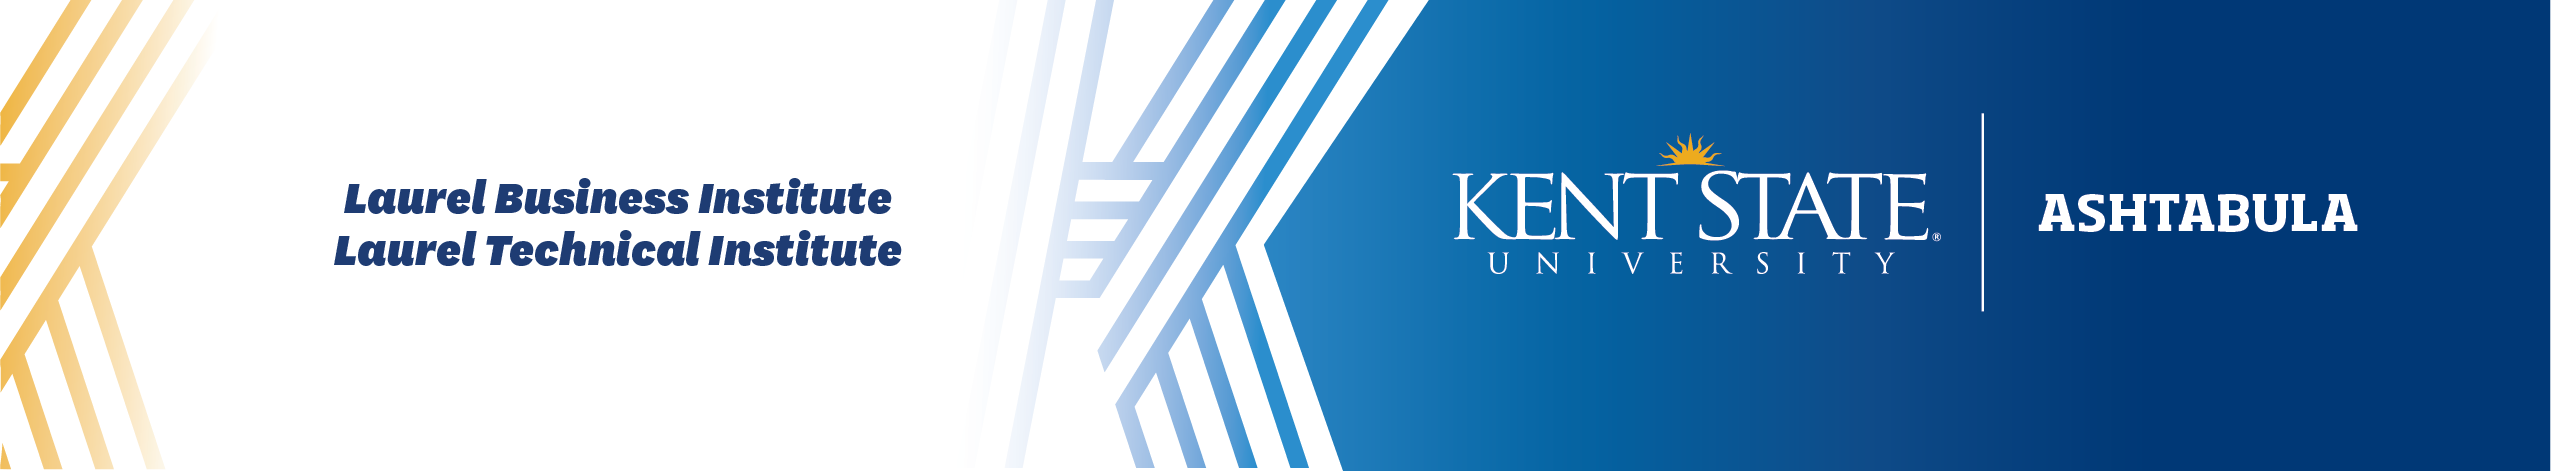 Laurel Business Institute
Laurel Technical Institute
KENT STATE®
UNIVERSITY
ASHTABULA